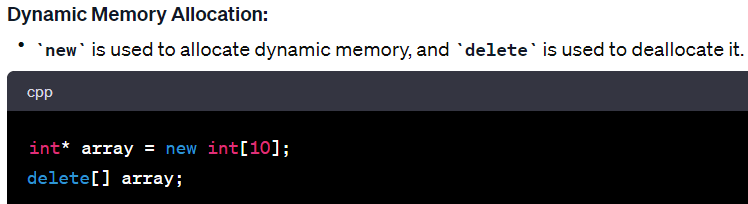 Dynamic Memory Allocation:
• `new` is used to allocate dynamic memory, and `delete` is used to deallocate it.
cpp
int* array = new int[10];
delete[] array;